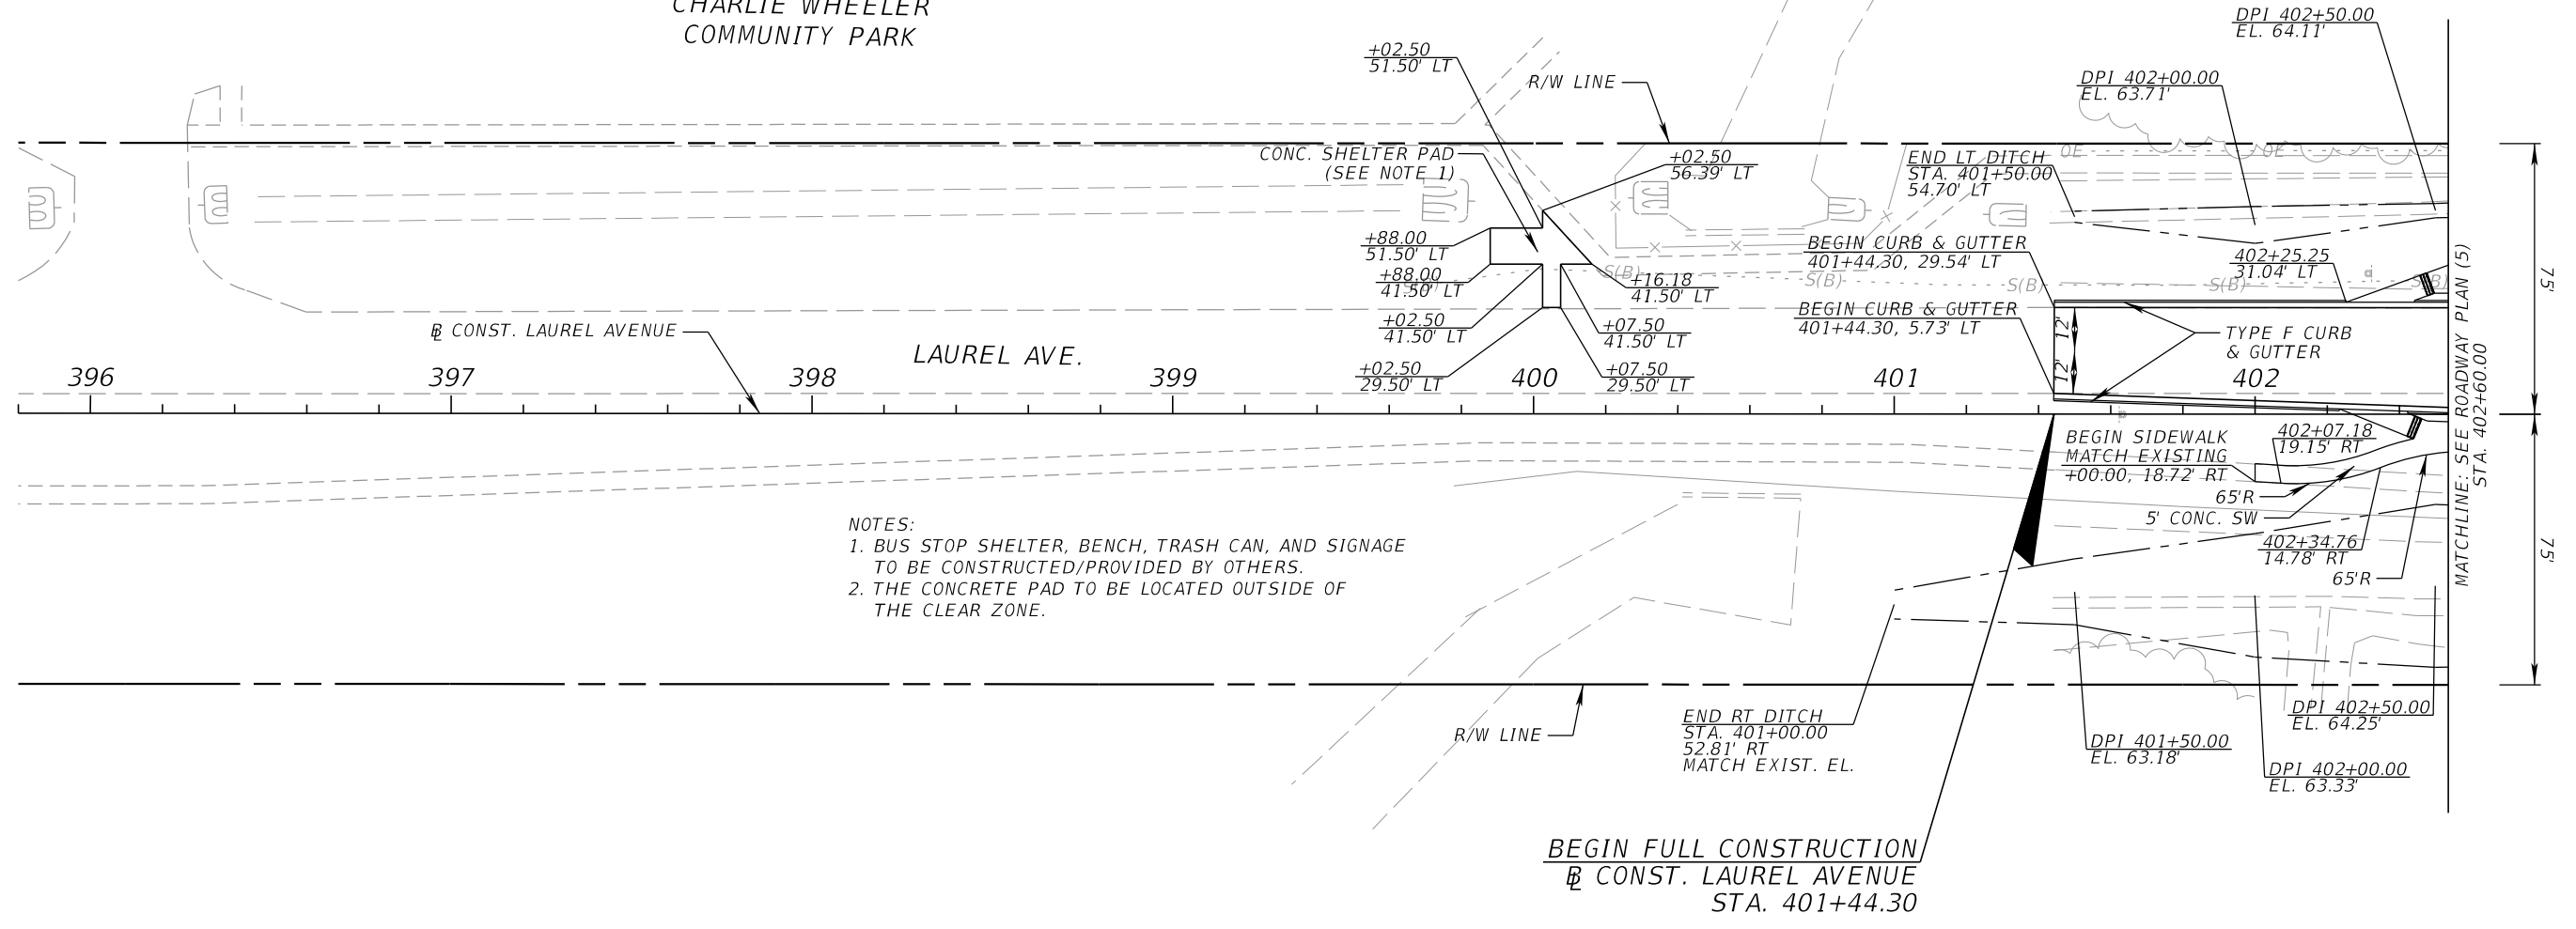 CHARLIE WHEELER
COMMUNITY PARK
+02.50
51.50' LT
R/W LINE
DPI 402+50.00
EL. 64.11'
DPI 402+00.00
EL. 63.71'
CONC. SHELTER PAD
(SEE NOTE 1)
+02.50
56.39' LT
END LT DITCH
STA. 401+50.00
54.70' LT
OE
OE
+88.00
51.50' LT
+88.00
41.50' LT
+02.50
41.50' LT
+02.50
29.50' LT
+16.18
41.50' LT
+07.50
41.50' LT
+07.50
29.50' LT
S(B)
S(B)
S(B)
S(B)
S(B)
S(B)
BEGIN CURB & GUTTER
401+44.30, 29.54' LT
BEGIN CURB & GUTTER
401+44.30, 5.73' LT
402+25.25
31.04' LT
12'
12'
TYPE F CURB
& GUTTER
BL CONST. LAUREL AVENUE
LAUREL AVE.
396
397
398
399
400
401
402
75'
75'
MATCHLINE: SEE ROADWAY PLAN (5)
STA. 402+60.00
BEGIN SIDEWALK
MATCH EXISTING
+00.00, 18.72' RT
402+07.18
19.15' RT
65'R
5' CONC. SW
402+34.76
14.78' RT
65'R
NOTES:
1. BUS STOP SHELTER, BENCH, TRASH CAN, AND SIGNAGE
TO BE CONSTRUCTED/PROVIDED BY OTHERS.
2. THE CONCRETE PAD TO BE LOCATED OUTSIDE OF
THE CLEAR ZONE.
R/W LINE
END RT DITCH
STA. 401+00.00
52.81' RT
MATCH EXIST. EL.
DPI 402+50.00
EL. 64.25'
DPI 401+50.00
EL. 63.18'
DPI 402+00.00
EL. 63.33'
BEGIN FULL CONSTRUCTION
BL CONST. LAUREL AVENUE
STA. 401+44.30